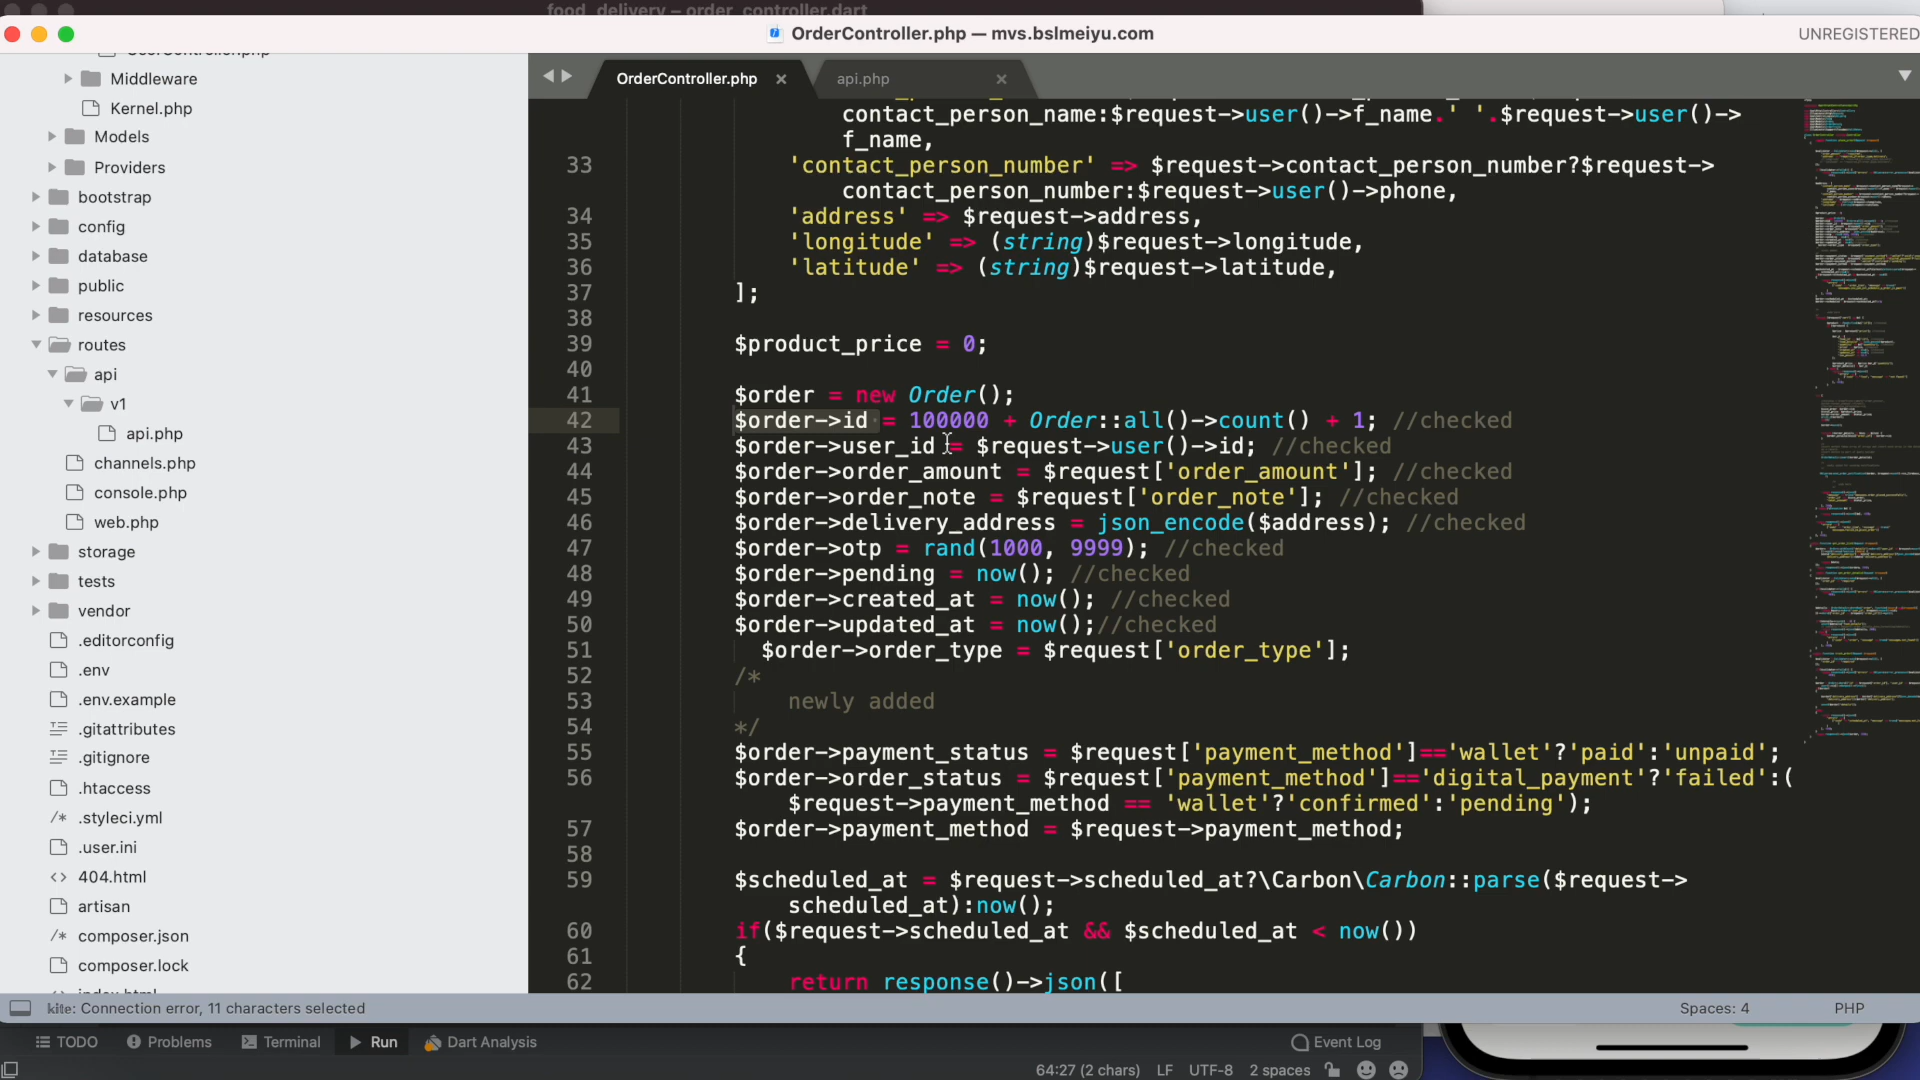 food_delivery – order_controller.dart
OrderController.php — mvs.bslmeiyu.com
UNREGISTERED
Middleware
Kernel.php
Models
Providers
bootstrap
config
database
public
resources
routes
api
v1
api.php
channels.php
console.php
web.php
storage
tests
vendor
.editorconfig
.env
.env.example
.gitattributes
.gitignore
.htaccess
/* .styleci.yml
.user.ini
<> 404.html
artisan
/* composer.json
composer.lock
index.html
OrderController.php ×
api.php ×
contact_person_name:$request->user()->f_name.' '.$request->user()->
f_name,
33 'contact_person_number' => $request->contact_person_number?$request->
contact_person_number:$request->user()->phone,
34 'address' => $request->address,
35 'longitude' => (string)$request->longitude,
36 'latitude' => (string)$request->latitude,
37 ];
38
39 $product_price = 0;
40
41 $order = new Order();
42 $order->id = 100000 + Order::all()->count() + 1; //checked
43 $order->user_id = $request->user()->id; //checked
44 $order->order_amount = $request['order_amount']; //checked
45 $order->order_note = $request['order_note']; //checked
46 $order->delivery_address = json_encode($address); //checked
47 $order->otp = rand(1000, 9999); //checked
48 $order->pending = now(); //checked
49 $order->created_at = now(); //checked
50 $order->updated_at = now();//checked
51 $order->order_type = $request['order_type'];
52 /*
53 newly added
54 */
55 $order->payment_status = $request['payment_method']=='wallet'?'paid':'unpaid';
56 $order->order_status = $request['payment_method']=='digital_payment'?'failed':(
$request->payment_method == 'wallet'?'confirmed':'pending');
57 $order->payment_method = $request->payment_method;
58
59 $scheduled_at = $request->scheduled_at?\Carbon\Carbon::parse($request->
scheduled_at):now();
60 if($request->scheduled_at && $scheduled_at < now())
61 {
62 return response()->json([
kite: Connection error, 11 characters selected
Spaces: 4
PHP
TODO
Problems
Terminal
Run
Dart Analysis
Event Log
64:27 (2 chars)
LF
UTF-8
2 spaces